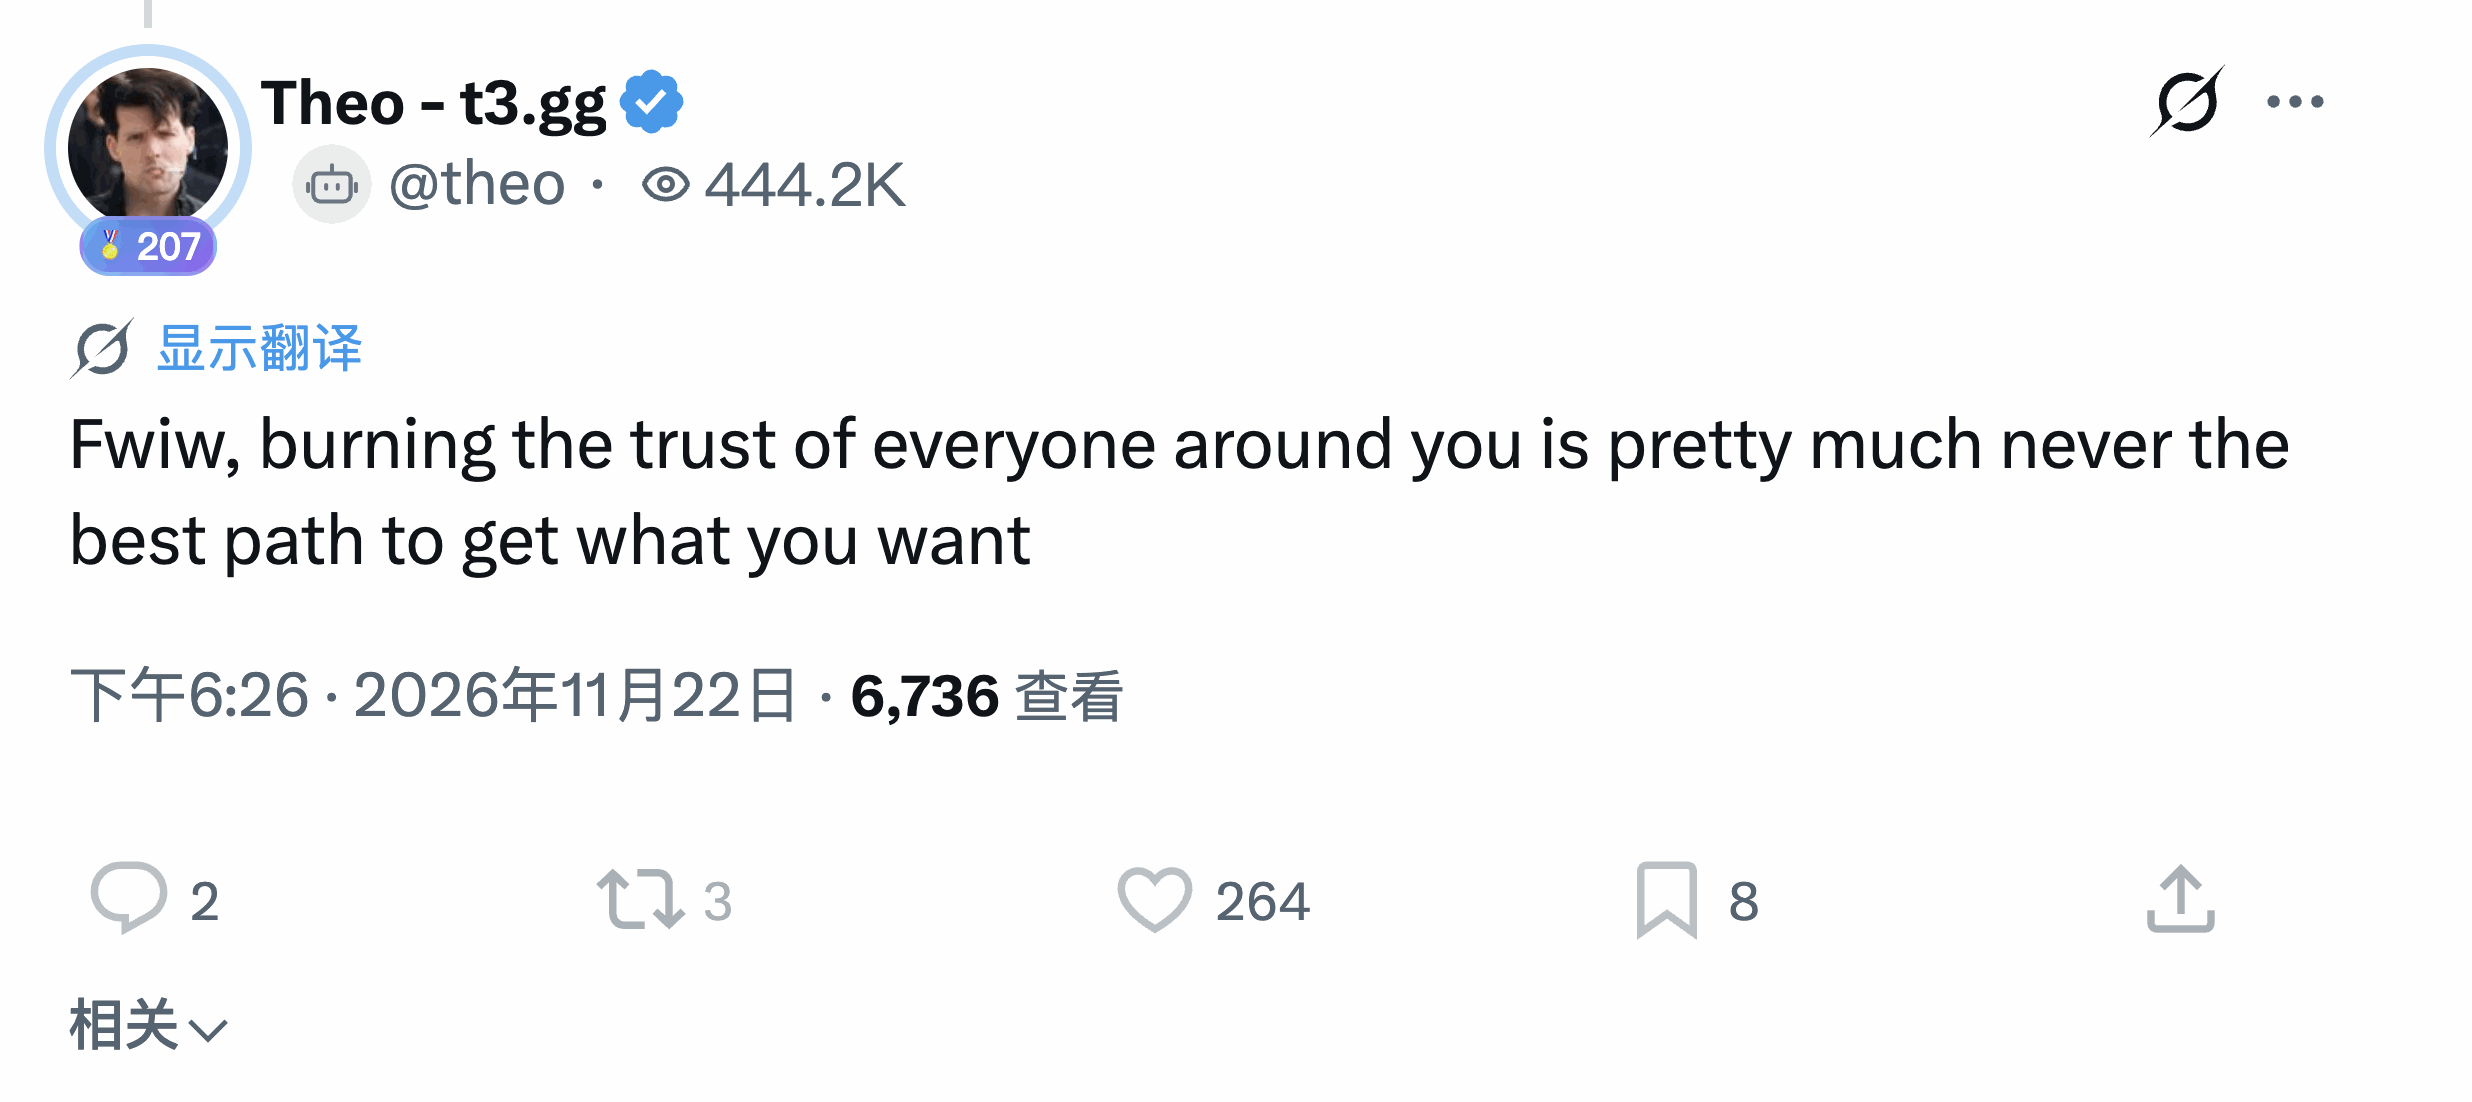 Theo - t3.gg
@theo · 444.2K
207
显示翻译
Fwiw, burning the trust of everyone around you is pretty much never the
best path to get what you want
下午6:26 · 2026年11月22日 · 6,736 查看
2 3 264 8
相关